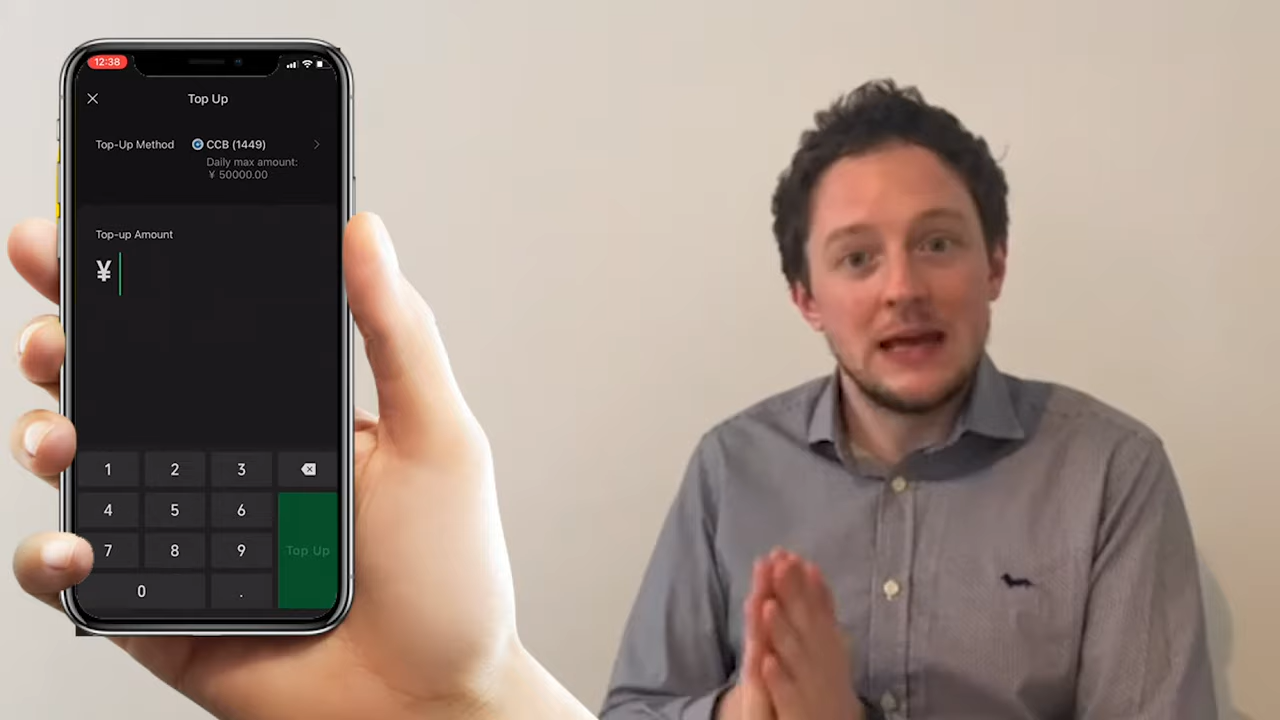 12:38
Top Up
Top-Up Method CCB (1449)
Daily max amount:
¥ 50000.00
Top-up Amount
¥
1 2 3
4 5 6
7 8 9
Top Up
0 .